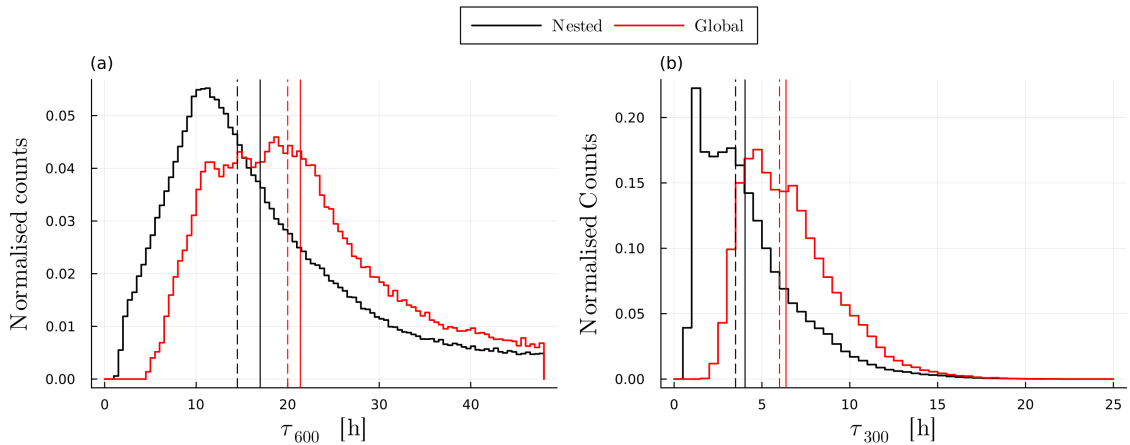 Nested Global
(a)
Normalised counts
0.05
0.04
0.03
0.02
0.01
0.00
0 10 20 30 40
τ600 [h]
(b)
Normalised Counts
0.20
0.15
0.10
0.05
0.00
0 5 10 15 20 25
τ300 [h]